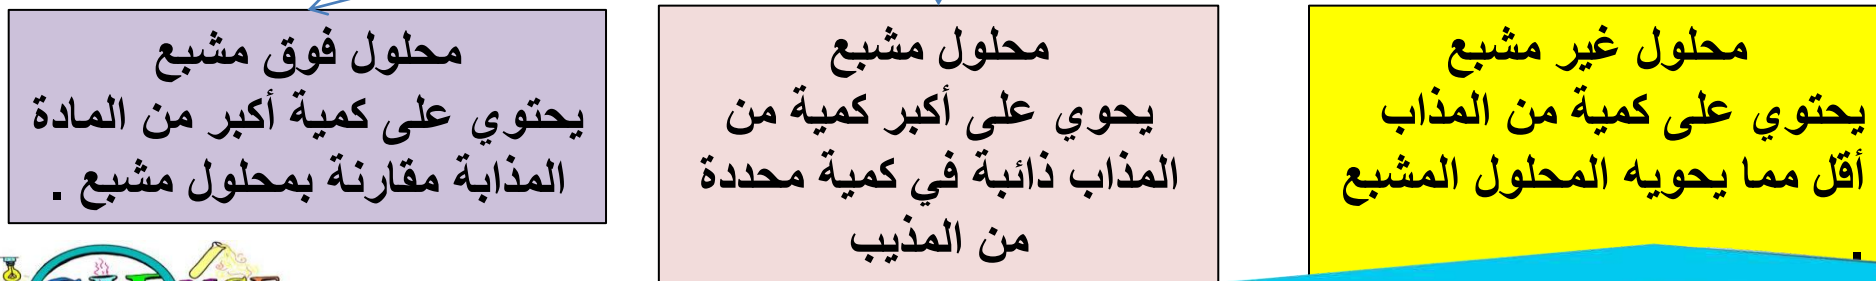 محلول غير مشبع
يحتوي على كمية من المذاب
أقل مما يحويه المحلول المشبع
.
محلول مشبع
يحوي على أكبر كمية من
المذاب ذائبة في كمية محددة
من المذيب
محلول فوق مشبع
يحتوي على كمية أكبر من المادة
المذابة مقارنة بمحلول مشبع .